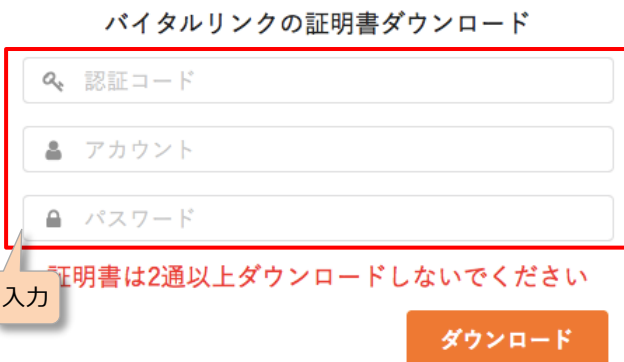 バイタルリンクの証明書ダウンロード
認証コード
アカウント
パスワード
証明書は2通以上ダウンロードしないでください
入力
ダウンロード